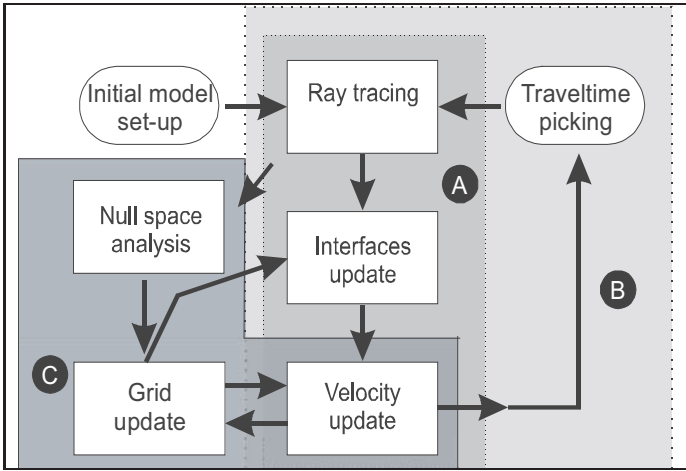 Initial model
set-up
Ray tracing
Traveltime
picking
A
Null space
analysis
Interfaces
update
B
C
Grid
update
Velocity
update